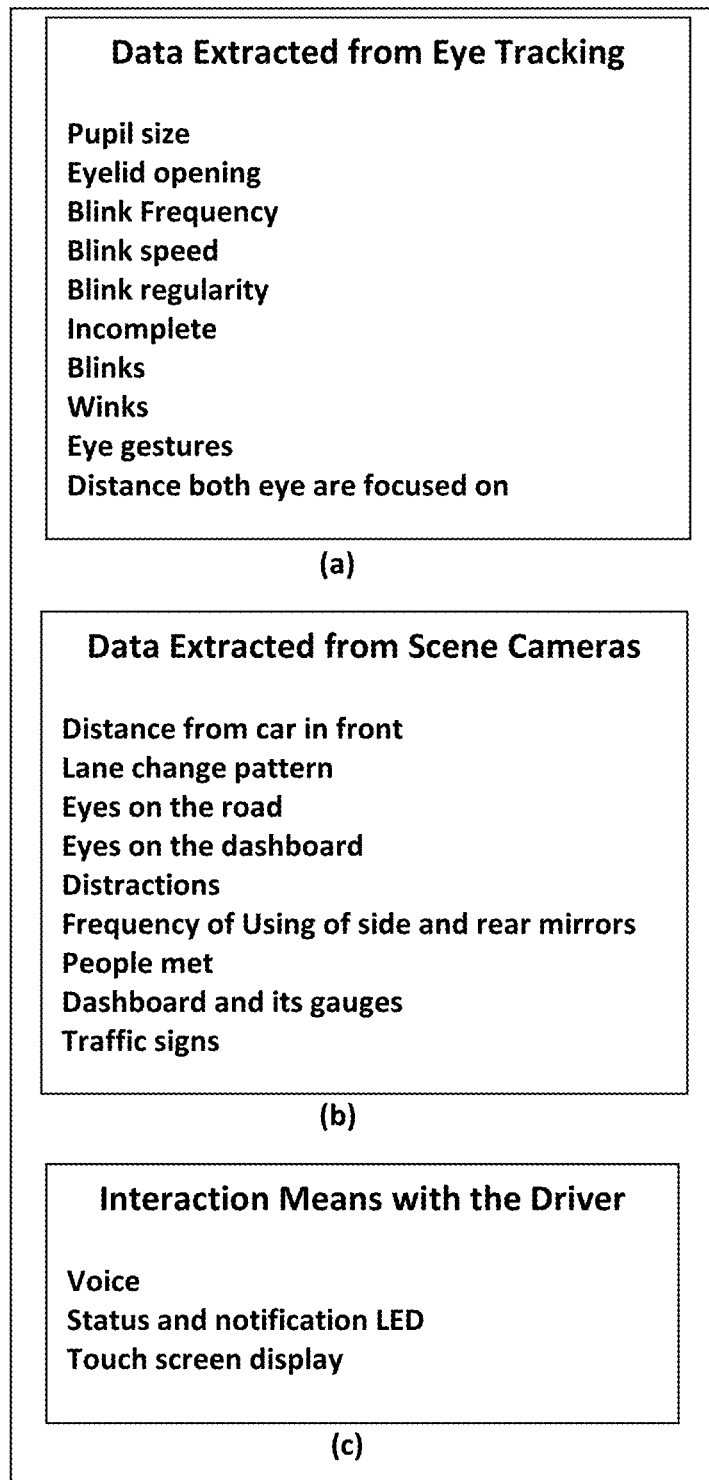 Data Extracted from Eye Tracking
Pupil size
Eyelid opening
Blink Frequency
Blink speed
Blink regularity
Incomplete
Blinks
Winks
Eye gestures
Distance both eye are focused on
(a)
Data Extracted from Scene Cameras
Distance from car in front
Lane change pattern
Eyes on the road
Eyes on the dashboard
Distractions
Frequency of Using of side and rear mirrors
People met
Dashboard and its gauges
Traffic signs
(b)
Interaction Means with the Driver
Voice
Status and notification LED
Touch screen display
(c)